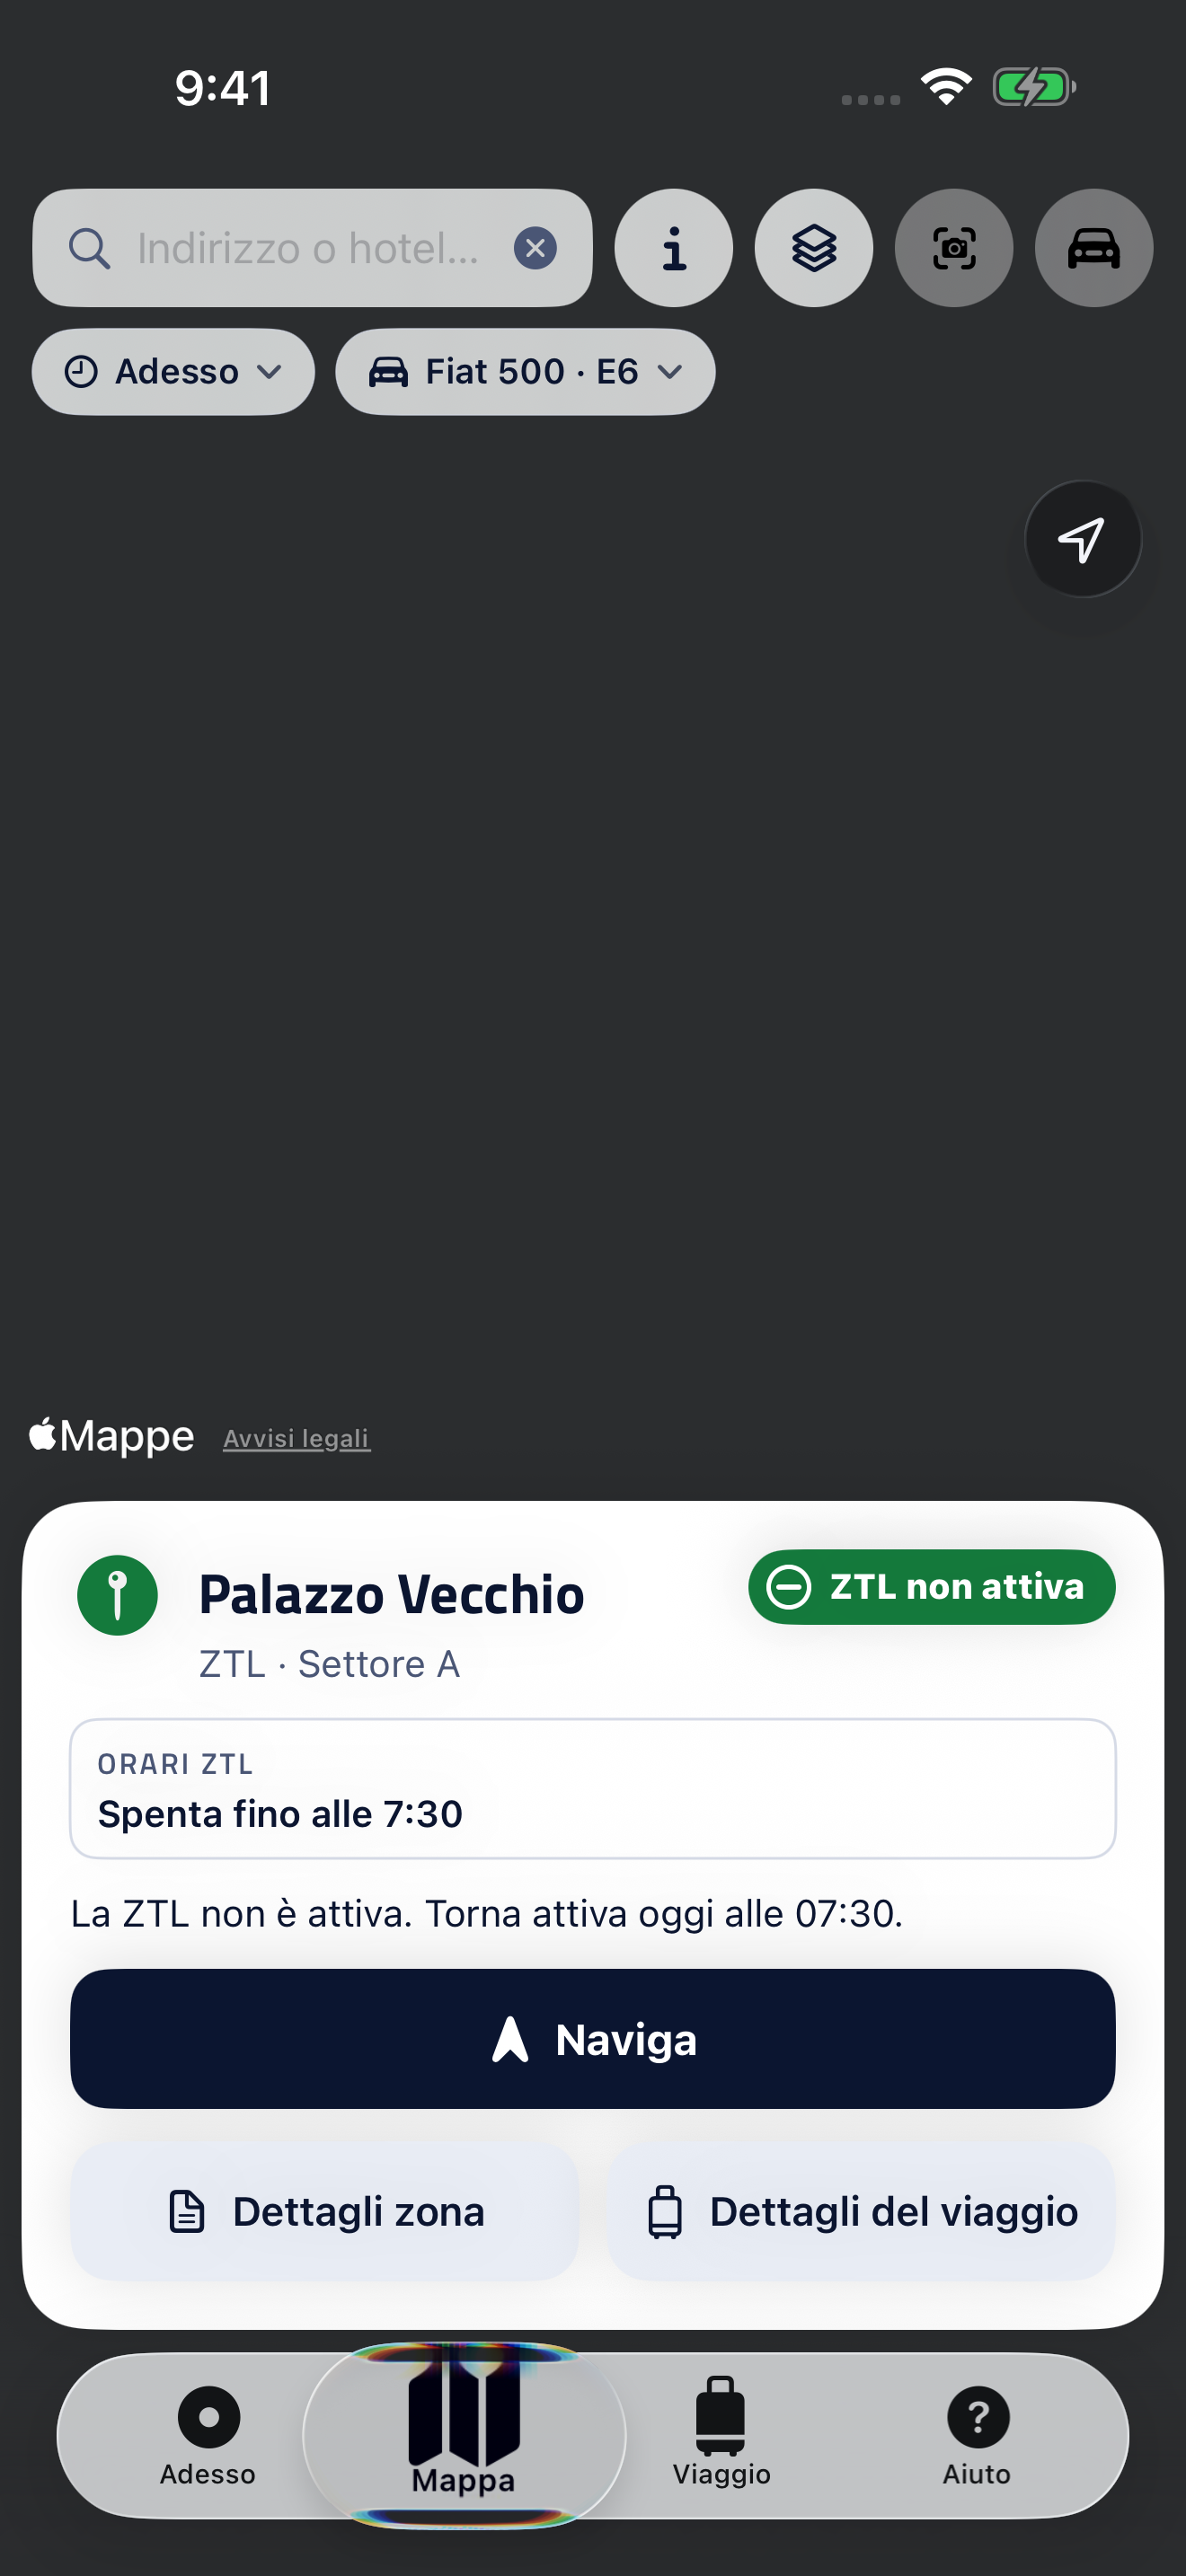 9:41
Indirizzo o hotel...
Adesso
Fiat 500 · E6
Mappe Avvisi legali
Palazzo Vecchio
ZTL non attiva
ZTL · Settore A
ORARI ZTL
Spenta fino alle 7:30
La ZTL non è attiva. Torna attiva oggi alle 07:30.
Naviga
Dettagli zona
Dettagli del viaggio
Adesso
Mappa
Viaggio
Aiuto